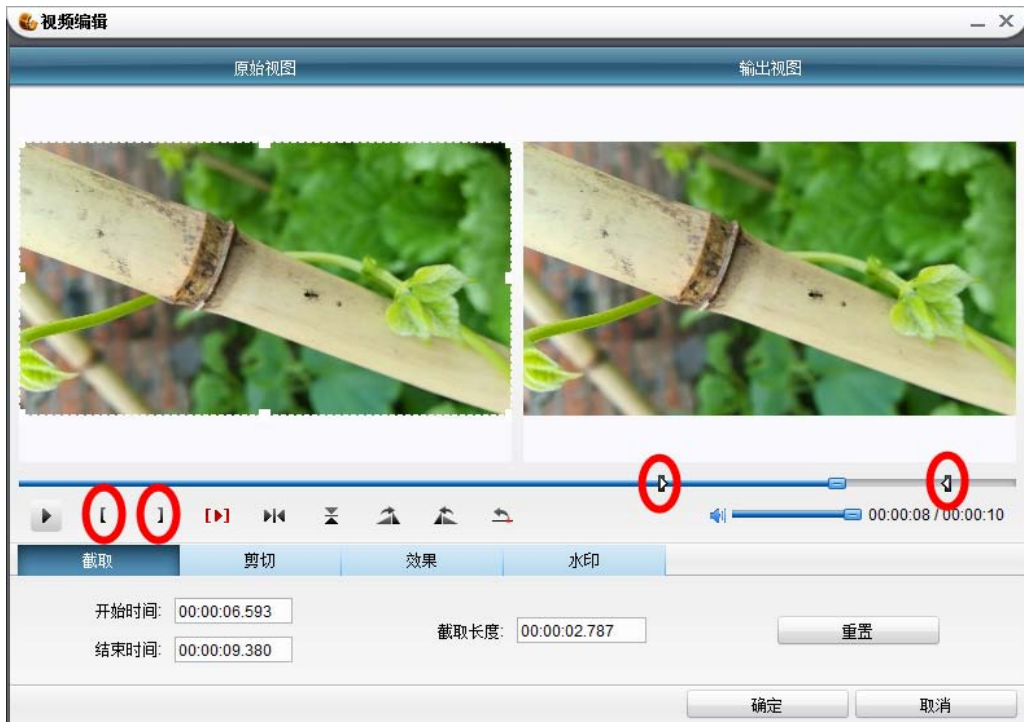 视频编辑
原始视图 输出视图
00:00:08 / 00:00:10
截取 剪切 效果 水印
开始时间: 00:00:06.593
截取长度: 00:00:02.787 重置
结束时间: 00:00:09.380
确定 取消